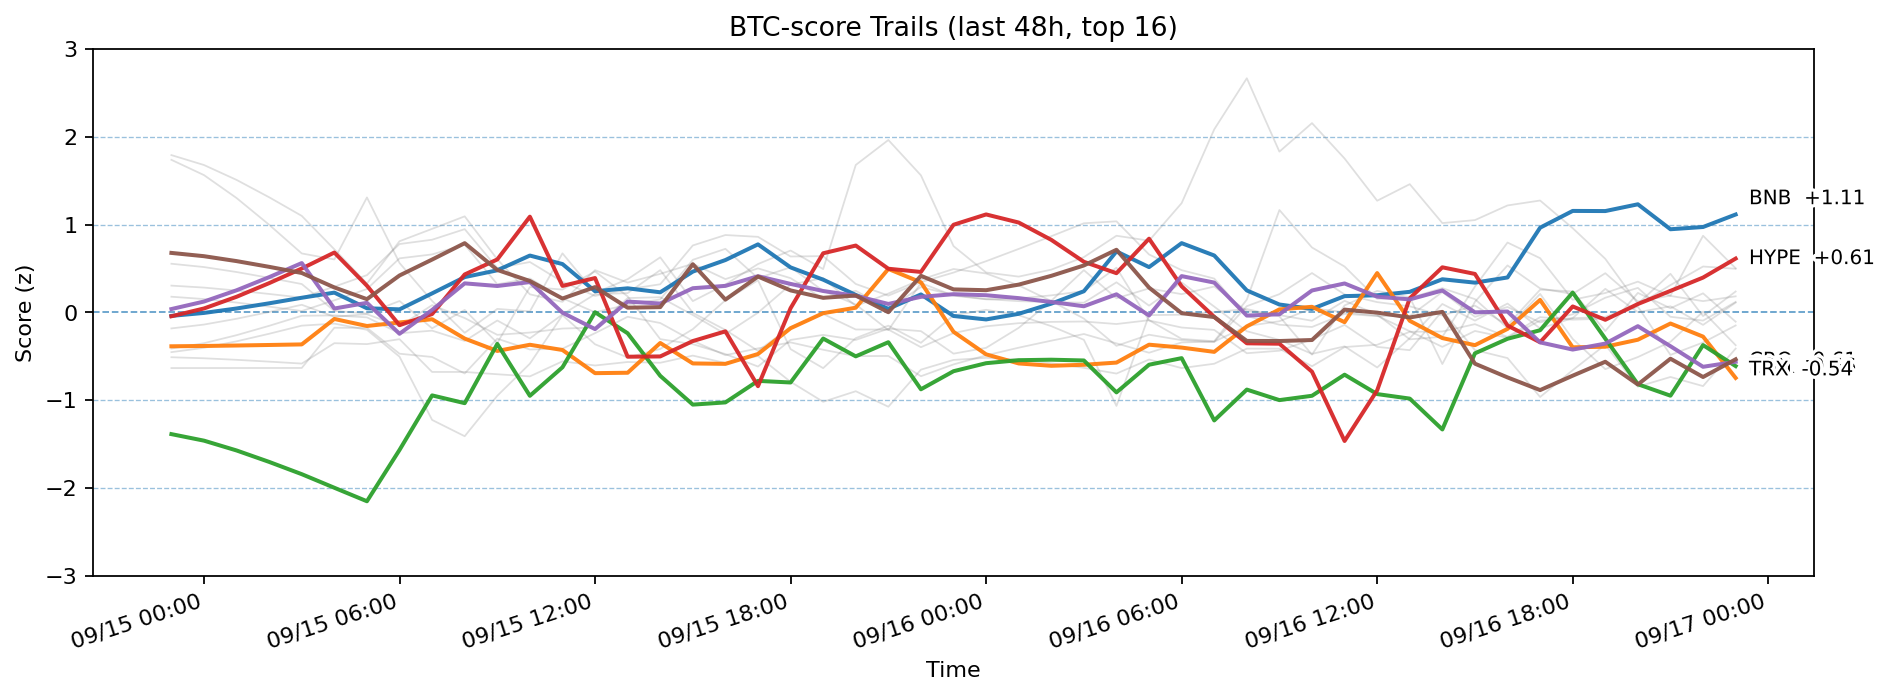 BTC-score Trails (last 48h, top 16)
3
2
1
0
−1
−2
−3
Score (z)
BNB +1.11
HYPE +0.61
TRX -0.54
09/15 00:00
09/15 06:00
09/15 12:00
09/15 18:00
09/16 00:00
09/16 06:00
09/16 12:00
09/16 18:00
09/17 00:00
Time